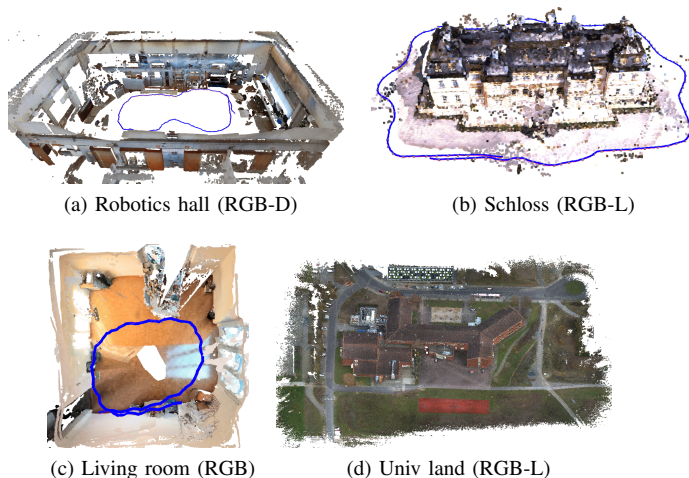 (a) Robotics hall (RGB-D)
(b) Schloss (RGB-L)
(c) Living room (RGB)
(d) Univ land (RGB-L)